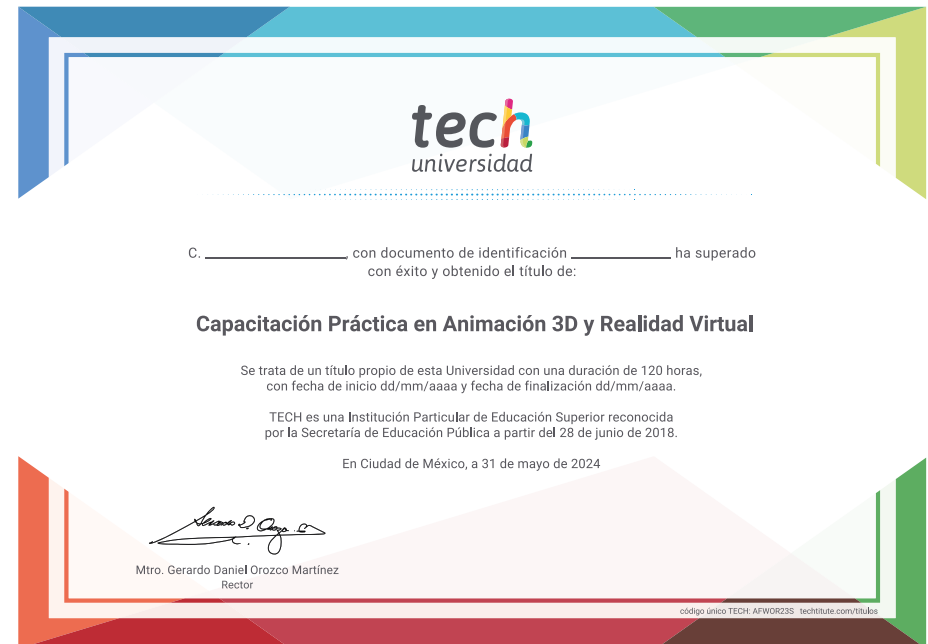 tech
universidad
C. ____________, con documento de identificación ____________ ha superado
con éxito y obtenido el título de:
Capacitación Práctica en Animación 3D y Realidad Virtual
Se trata de un título propio de esta Universidad con una duración de 120 horas,
con fecha de inicio dd/mm/aaaa y fecha de finalización dd/mm/aaaa.
TECH es una Institución Particular de Educación Superior reconocida
por la Secretaría de Educación Pública a partir del 28 de junio de 2018.
En Ciudad de México, a 31 de mayo de 2024
Mtro. Gerardo Daniel Orozco Martínez
Rector
código único TECH: AFWOR23S techtitute.com/titulos